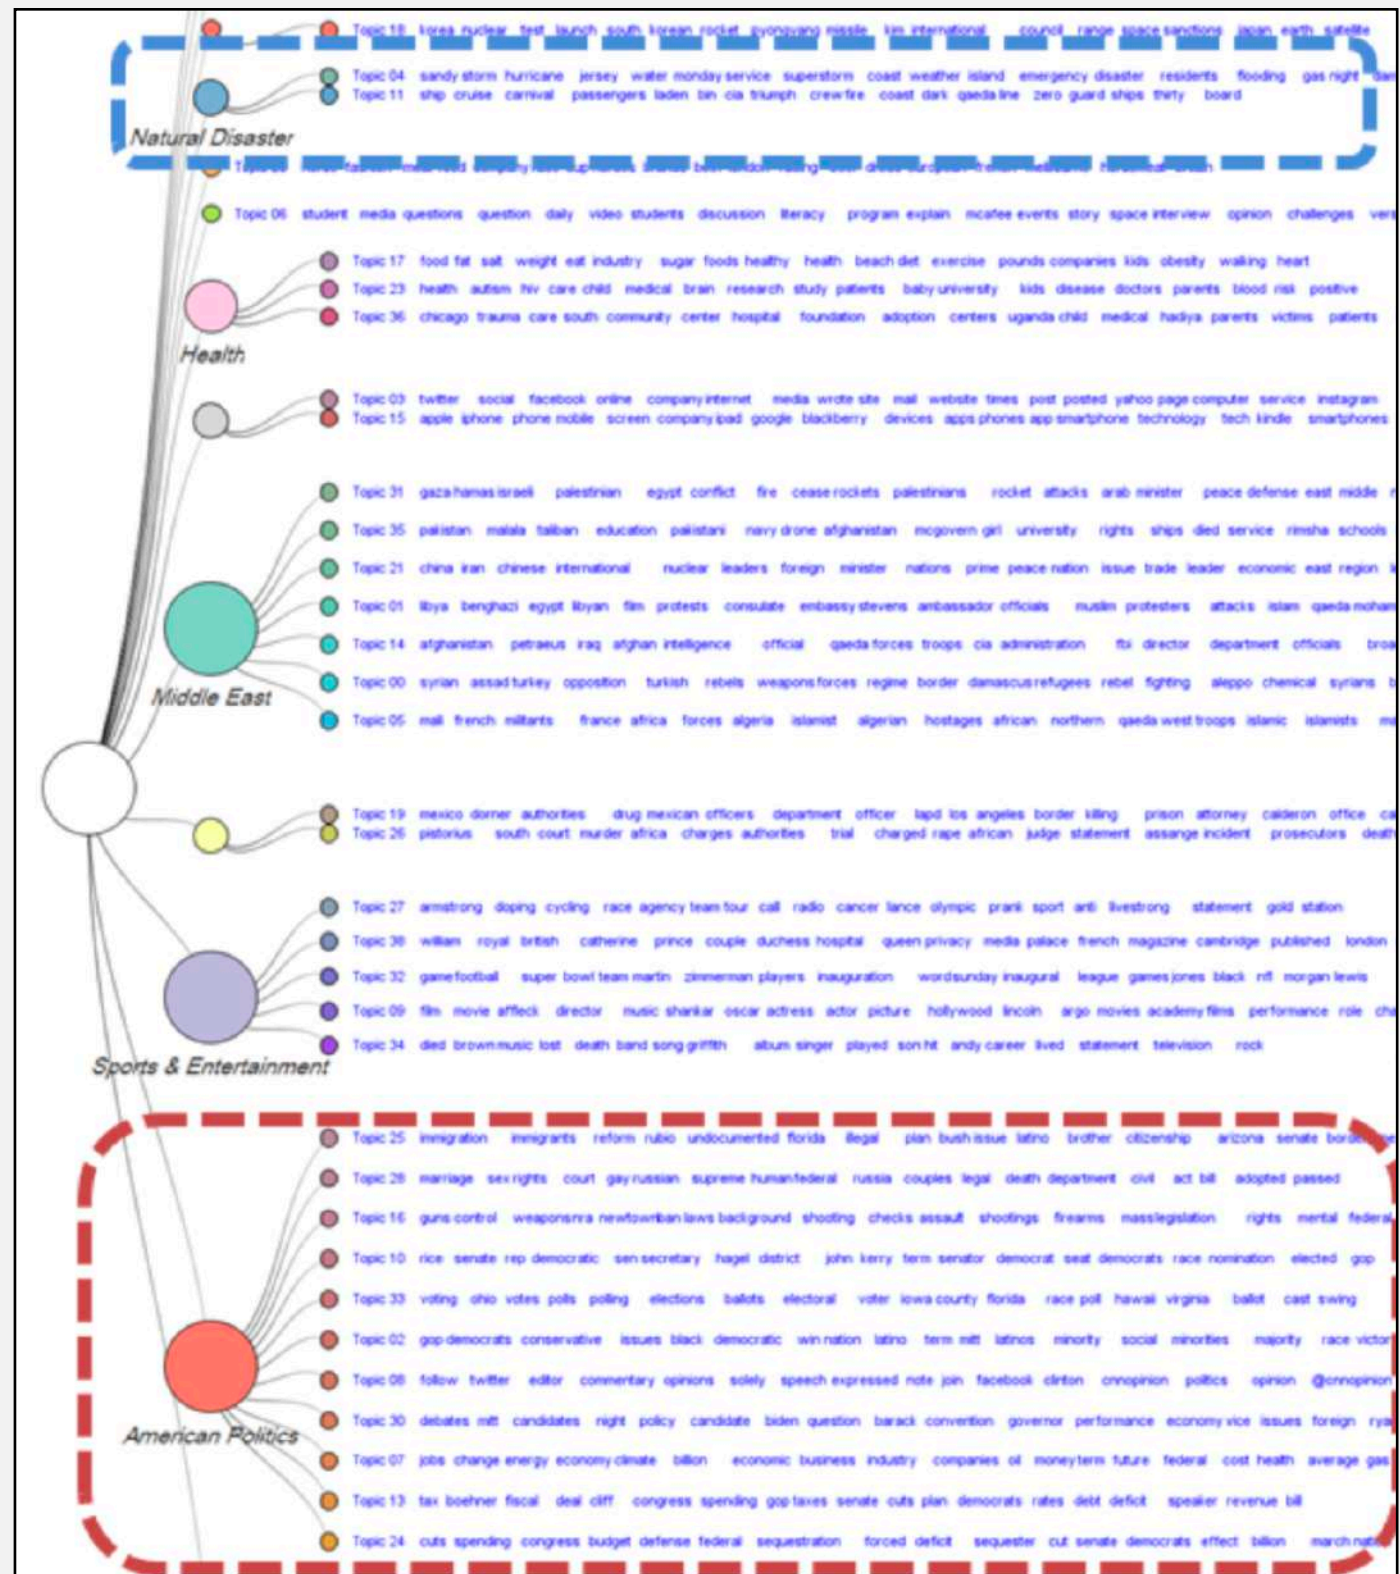 Topic 18 korea nuclear test launch south korean rocket pyongyang missile kim international council range space sanctions japan earth satellite
Topic 04 sandy storm hurricane jersey water monday service superstorm coast weather island emergency disaster residents flooding gas night
Topic 11 ship cruise carnival passengers laden bin cia triumph crew fire coast dark qaeda line zero guard ships thirty board
Natural Disaster
Topic 06 student media questions question daily video students discussion literacy program explain mcafee events story space interview opinion challenges vers
Topic 17 food fat salt weight eat industry sugar foods healthy health beach diet exercise pounds companies kids obesity walking heart
Topic 23 health autism hiv care child medical brain research study patients baby university kids disease doctors parents blood risk positive
Topic 36 chicago trauma care south community center hospital foundation adoption centers uganda child medical hadiya parents victims patients
Health
Topic 03 twitter social facebook online company internet media wrote site mail website times post posted yahoo page computer service instagram
Topic 15 apple iphone phone mobile screen company ipad google blackberry devices apps phones app smartphone technology tech kindle smartphones
Topic 31 gaza hamas israeli palestinian egypt conflict fire cease rockets palestinians rocket attacks arab minister peace defense east middle
Topic 35 pakistan malala taliban education pakistani navy drone afghanistan mcgovern girl university rights ships died service rimsha schools
Topic 21 china iran chinese international nuclear leaders foreign minister nations prime peace nation issue trade leader economic east region
Topic 01 libya benghazi egypt libyan film protests consulate embassy stevens ambassador officials muslim protesters attacks islam qaeda moham
Topic 14 afghanistan petraeus iraq afghan intelligence official qaeda forces troops cia administration fbi director department officials broa
Topic 00 syrian assad turkey opposition turkish rebels weapons forces regime border damascus refugees rebel fighting aleppo chemical syrians b
Middle East
Topic 05 mali french militants france africa forces algeria islamist algerian hostages african northern qaeda west troops islamic islamists ma
Topic 19 mexico dorner authorities drug mexican officers department officer lapd los angeles border killing prison attorney calderon office ca
Topic 26 pistorius south court murder africa charges authorities trial charged rape african judge statement assange incident prosecutors death
Topic 27 armstrong doping cycling race agency team tour call radio cancer lance olympic prank sport anti livestrong statement gold station
Topic 38 william royal british catherine prince couple duchess hospital queen privacy media palace french magazine cambridge published london
Topic 32 game football super bowl team martin zimmerman players inauguration word sunday inaugural league games jones black nfl morgan lewis
Topic 09 film movie affleck director music shankar oscar actress actor picture hollywood lincoln argo movies academy films performance role cha
Topic 34 died brown music lost death band song griffith album singer played son hit andy career lived statement television rock
Sports & Entertainment
Topic 25 immigration immigrants reform rubio undocumented florida illegal plan bush issue latino brother citizenship arizona senate border
Topic 28 marriage sex rights court gay russian supreme human federal russia couples legal death department civil act bill adopted passed
Topic 16 guns control weapons nra newtown ban laws background shooting checks assault shootings firearms mass legislation rights mental federal
Topic 10 rice senate rep democratic sen secretary hagel district john kerry term senator democrat seat democrats race nomination elected gop
Topic 33 voting ohio votes polls polling elections ballots electoral voter iowa county florida race poll hawaii virginia ballot cast swing
Topic 02 gop democrats conservative issues black democratic win nation latino term mitt latinos minority social minorities majority race victor
Topic 08 follow twitter editor commentary opinions solely speech expressed note join facebook clinton cnnopinion politics opinion @cnnopinion
Topic 30 debates mitt candidates night policy candidate biden question barack convention governor performance economy vice issues foreign rya
American Politics
Topic 07 jobs change energy economy climate billion economic business industry companies oil money term future federal cost health average gas
Topic 13 tax boehner fiscal deal cliff congress spending gop taxes senate cuts plan democrats rates debt deficit speaker revenue bill
Topic 24 cuts spending congress budget defense federal sequestration forced deficit sequester cut senate democrats effect billion march